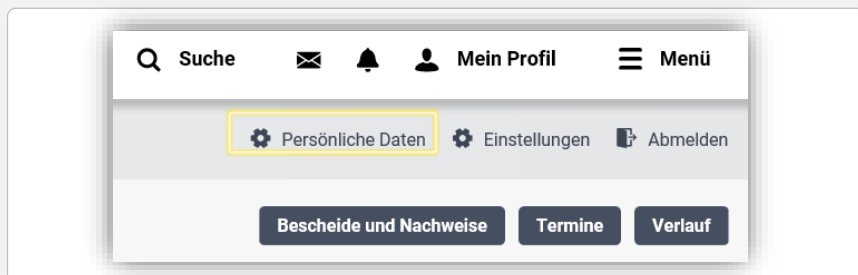 Suche Mein Profil Menü
Persönliche Daten Einstellungen Abmelden
Bescheide und Nachweise Termine Verlauf